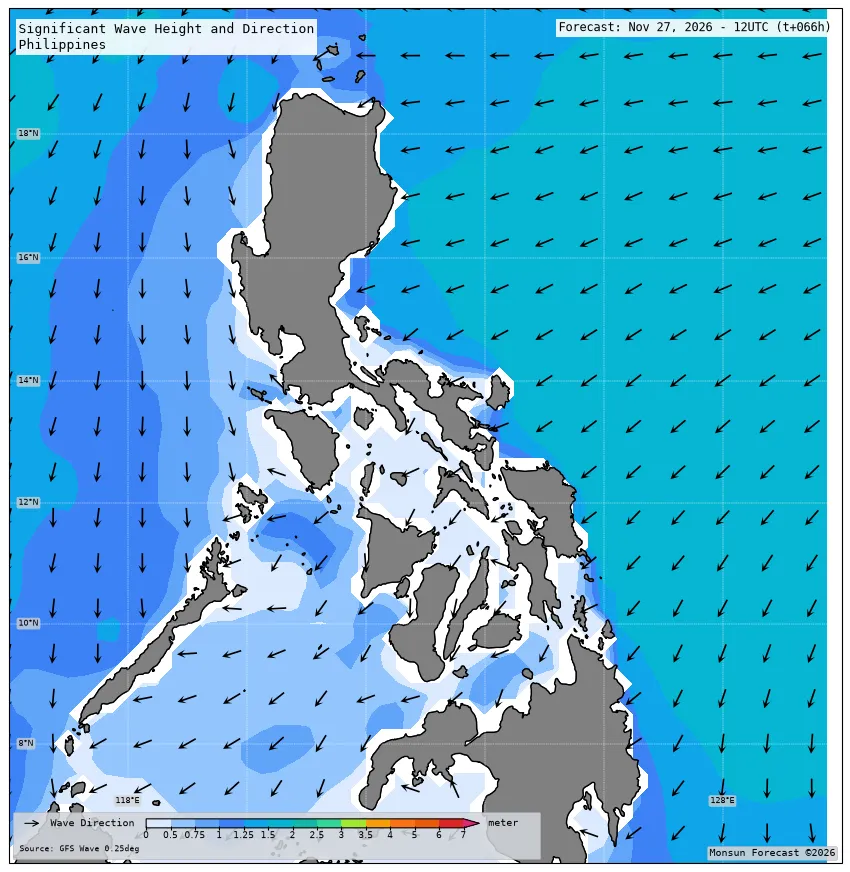 Significant Wave Height and Direction
Philippines
Forecast: Nov 27, 2026 - 12UTC (t+066h)
18°N
16°N
14°N
12°N
10°N
8°N
118°E
128°E
Wave Direction
0 0.5 0.75 1 1.25 1.5 2 2.5 3 3.5 4 5 6 7
meter
Source: GFS Wave 0.25deg
Monsun Forecast ©2026